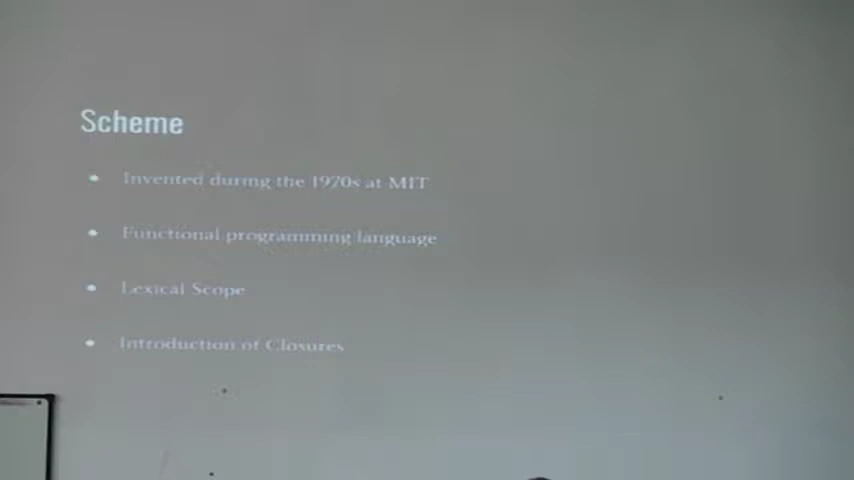 Scheme
Invented during the 1970s at MIT
Functional programming language
Lexical Scope
Introduction of Closures